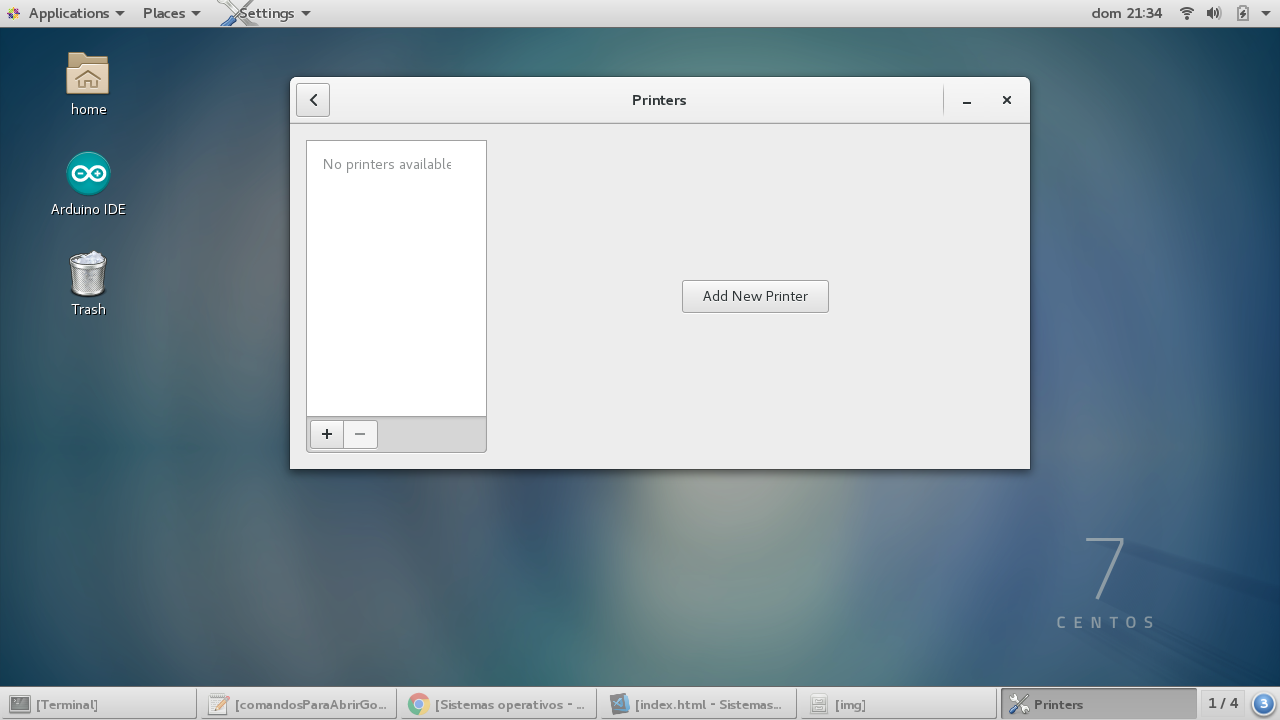 Applications Places Settings dom 21:34
home
Arduino IDE
Trash
Printers
No printers available
Add New Printer
7
CENTOS
[Terminal] [comandosParaAbrirGo... [Sistemas operativos - ... [index.html - Sistemas... [img] Printers 1 / 4 3